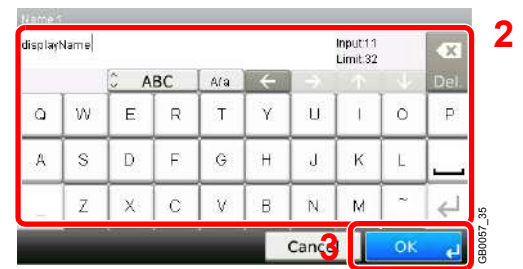 Name 1
displayName
Input:11
Limit:32
2
ABC A/a Del.
Q W E R T Y U I O P
A S D F G H J K L
_ Z X C V B N M ~
3
Cancel OK
GB0057_35